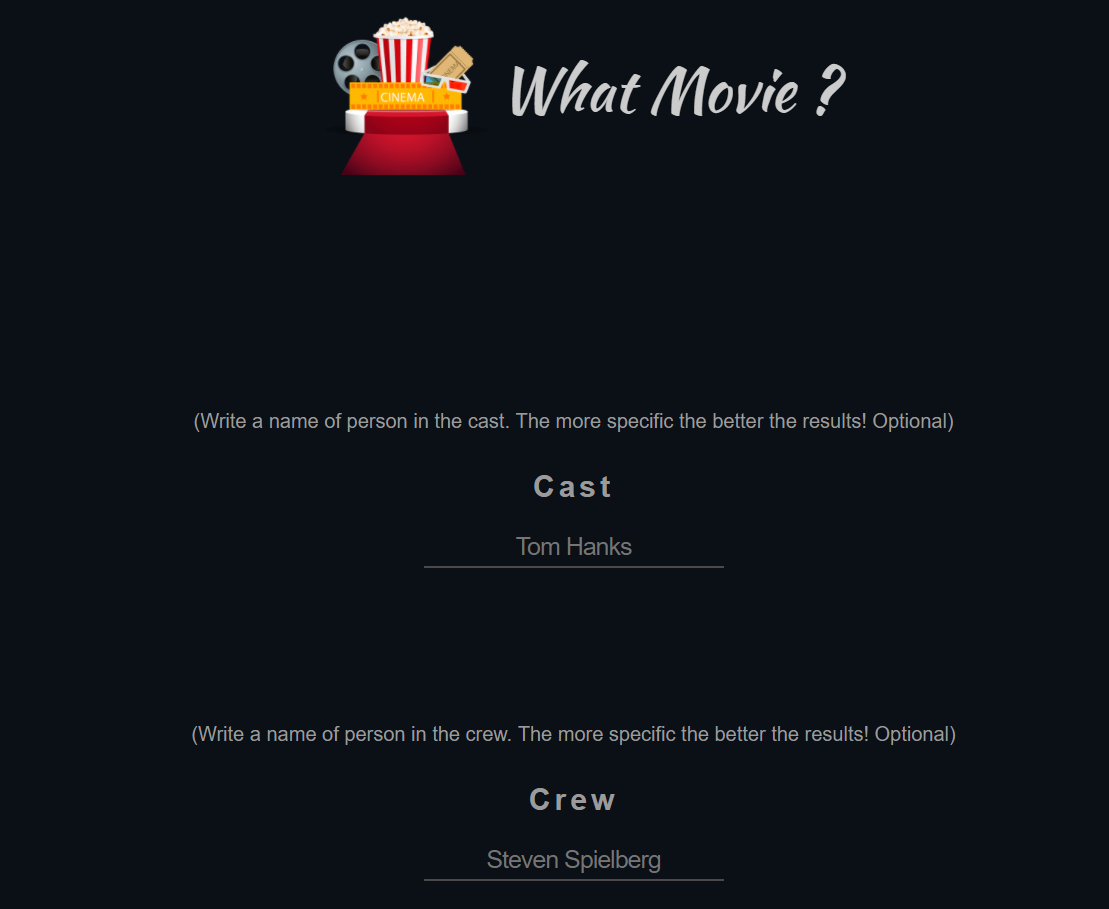 CINEMA
What Movie ?
(Write a name of person in the cast. The more specific the better the results! Optional)
Cast
Tom Hanks
(Write a name of person in the crew. The more specific the better the results! Optional)
Crew
Steven Spielberg